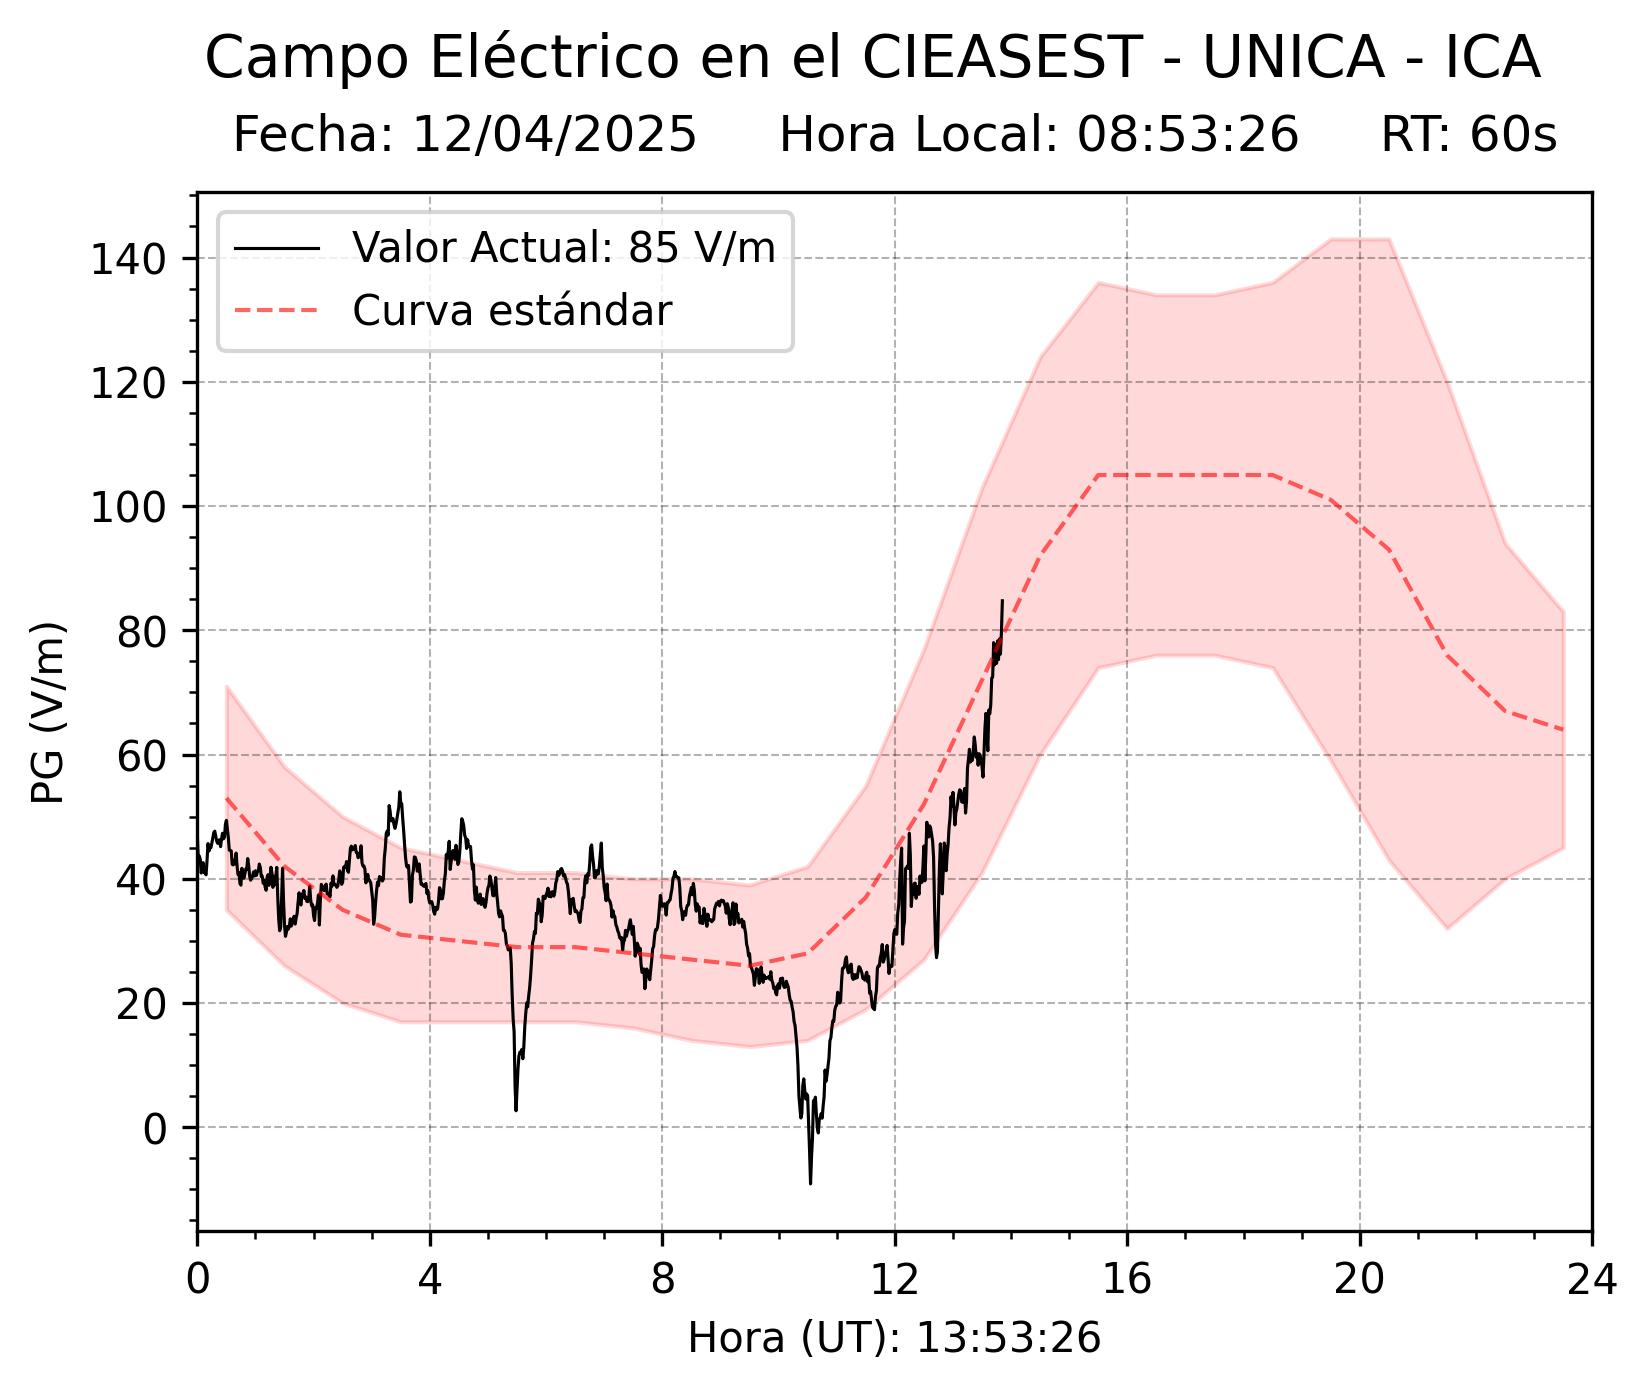 Campo Eléctrico en el CIEASEST - UNICA - ICA
Fecha: 12/04/2025 Hora Local: 08:53:26 RT: 60s
Valor Actual: 85 V/m
Curva estándar
PG (V/m)
140
120
100
80
60
40
20
0
0 4 8 12 16 20 24
Hora (UT): 13:53:26